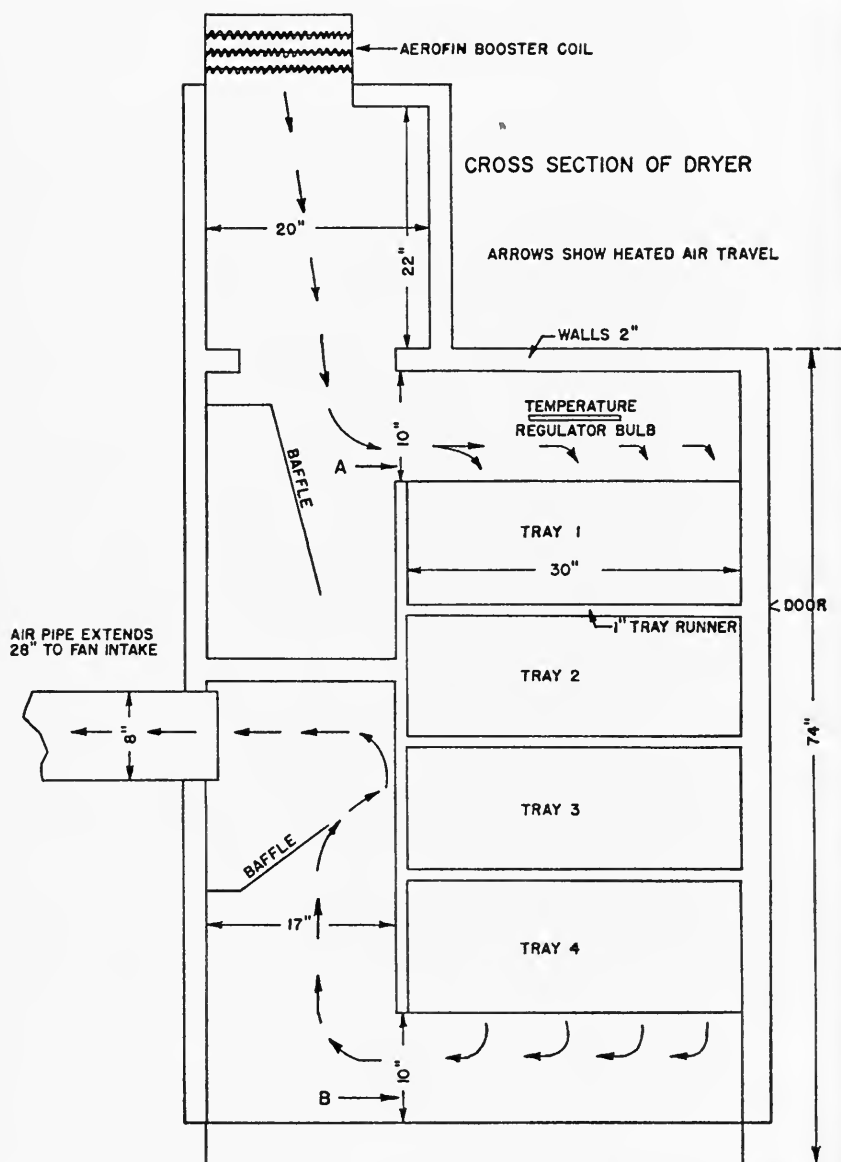 AEROFIN BOOSTER COIL
CROSS SECTION OF DRYER
20"
22"
ARROWS SHOW HEATED AIR TRAVEL
WALLS 2"
TEMPERATURE
REGULATOR BULB
10"
A
BAFFLE
TRAY 1
30"
DOOR
1" TRAY RUNNER
AIR PIPE EXTENDS
28" TO FAN INTAKE
TRAY 2
8"
74"
TRAY 3
BAFFLE
17"
TRAY 4
10"
B